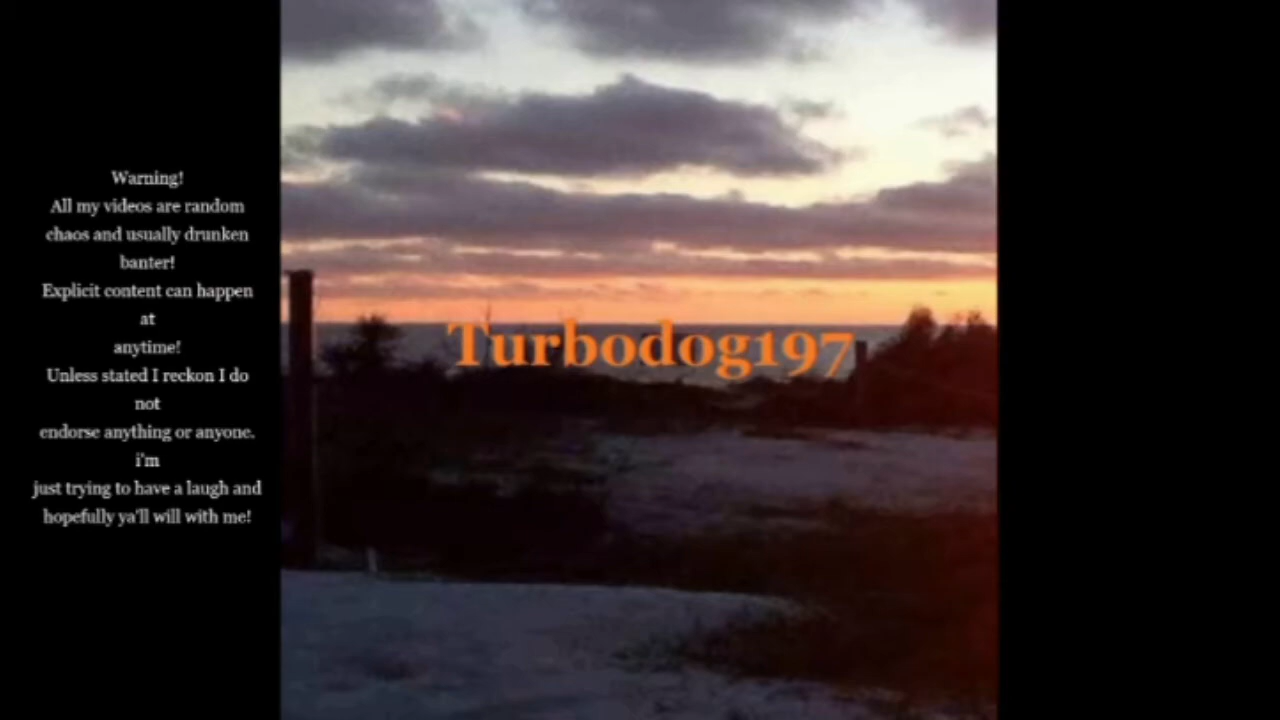 Warning!
All my videos are random
chaos and usually drunken
banter!
Explicit content can happen
at
anytime!
Unless stated I reckon I do
not
endorse anything or anyone.
i'm
just trying to have a laugh and
hopefully ya'll will with me!
Turbodog197